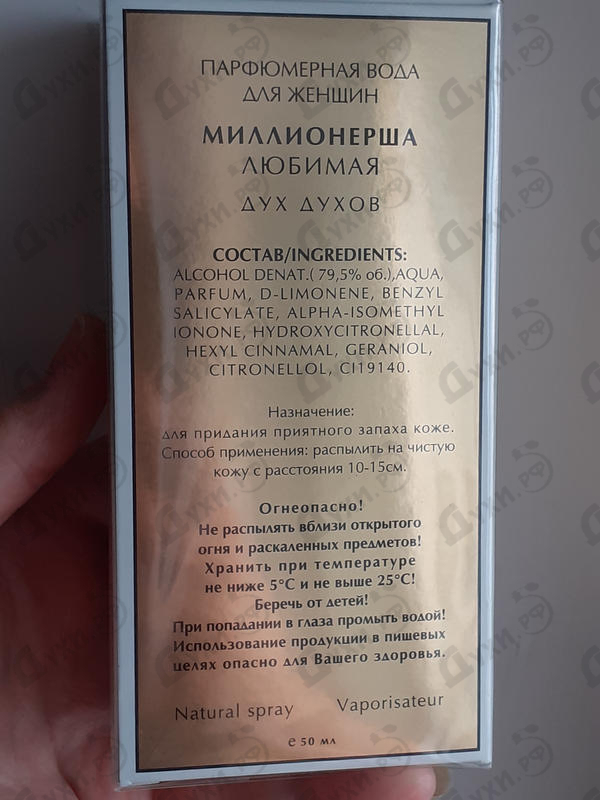 ПАРФЮМЕРНАЯ ВОДА
ДЛЯ ЖЕНЩИН
МИЛЛИОНЕРША
ЛЮБИМАЯ
ДУХ ДУХОВ
СОСТАВ/INGREDIENTS:
ALCOHOL DENAT.( 79,5% об.),AQUA,
PARFUM, D-LIMONENE, BENZYL
SALICYLATE, ALPHA-ISOMETHYL
IONONE, HYDROXYCITRONELLAL,
HEXYL CINNAMAL, GERANIOL,
CITRONELLOL, CI19140.
Назначение:
для придания приятного запаха коже.
Способ применения: распылить на чистую
кожу с расстояния 10-15см.
Огнеопасно!
Не распылять вблизи открытого
огня и раскаленных предметов!
Хранить при температуре
не ниже 5°С и не выше 25°С!
Беречь от детей!
При попадании в глаза промыть водой!
Использование продукции в пищевых
целях опасно для Вашего здоровья.
Natural spray Vaporisateur
℮ 50 мл
Духи.РФ